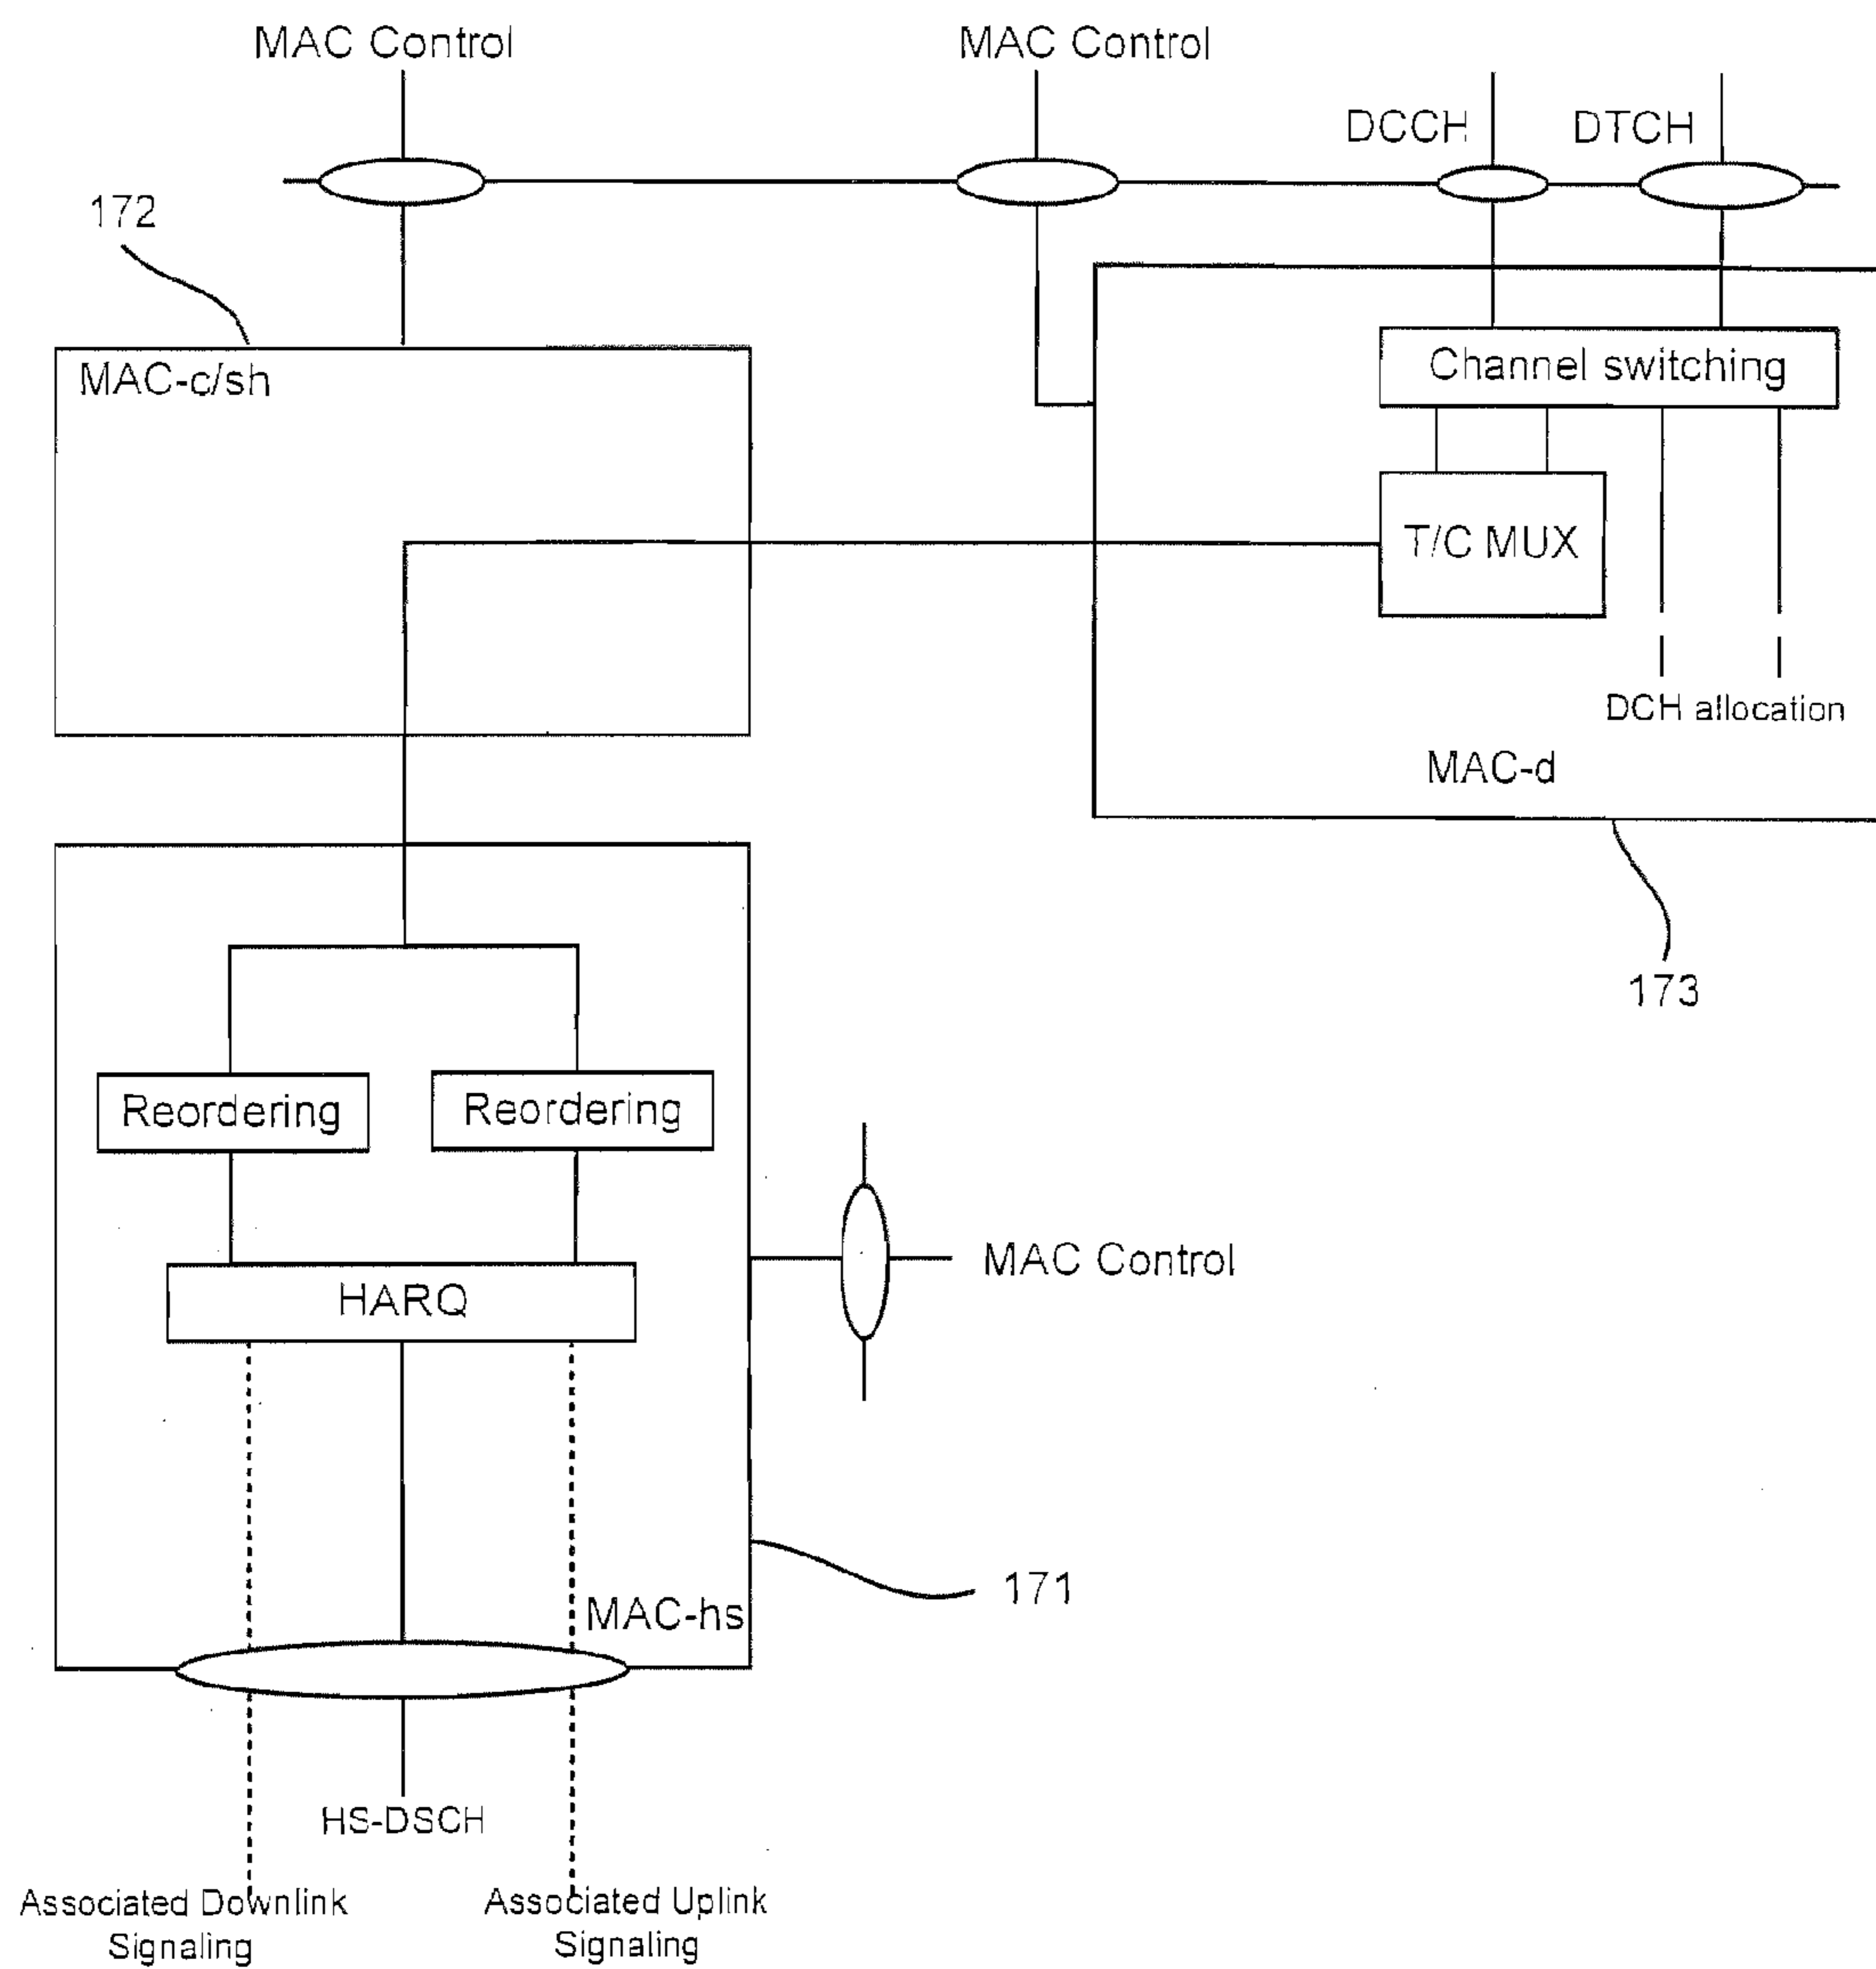 MAC Control
MAC Control
DCCH
DTCH
172
MAC-c/sh
Channel switching
T/C MUX
DCH allocation
MAC-d
173
Reordering
Reordering
HARQ
MAC Control
171
MAC-hs
HS-DSCH
Associated Downlink
Signaling
Associated Uplink
Signaling